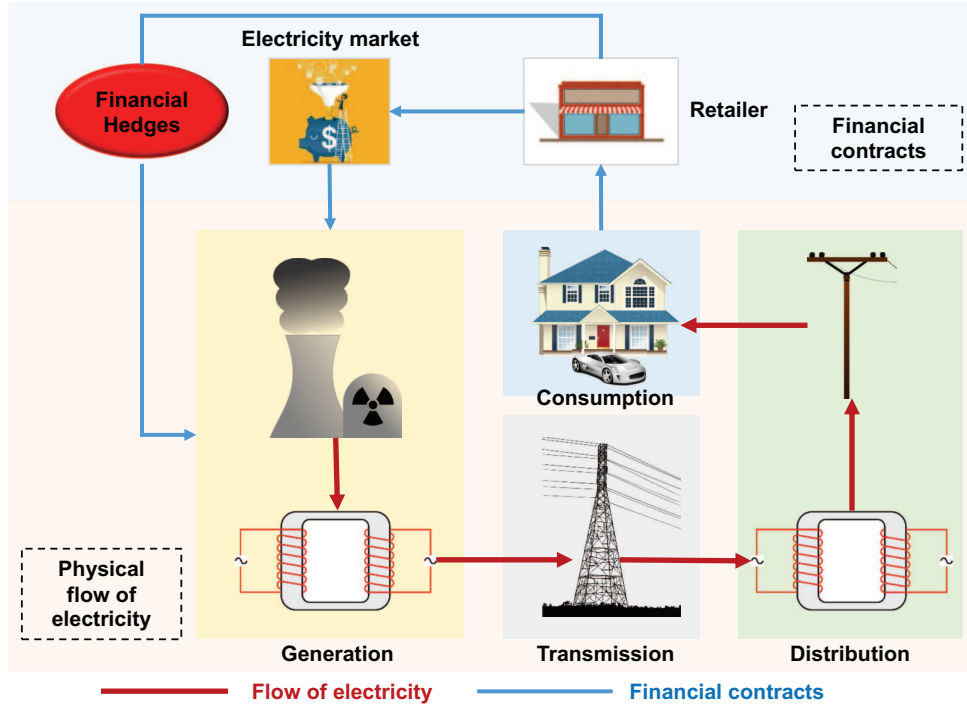 Electricity market
Financial
Hedges
$
Retailer
Financial
contracts
Consumption
Physical
flow of
electricity
~
~
~
~
Generation
Transmission
Distribution
Flow of electricity
Financial contracts